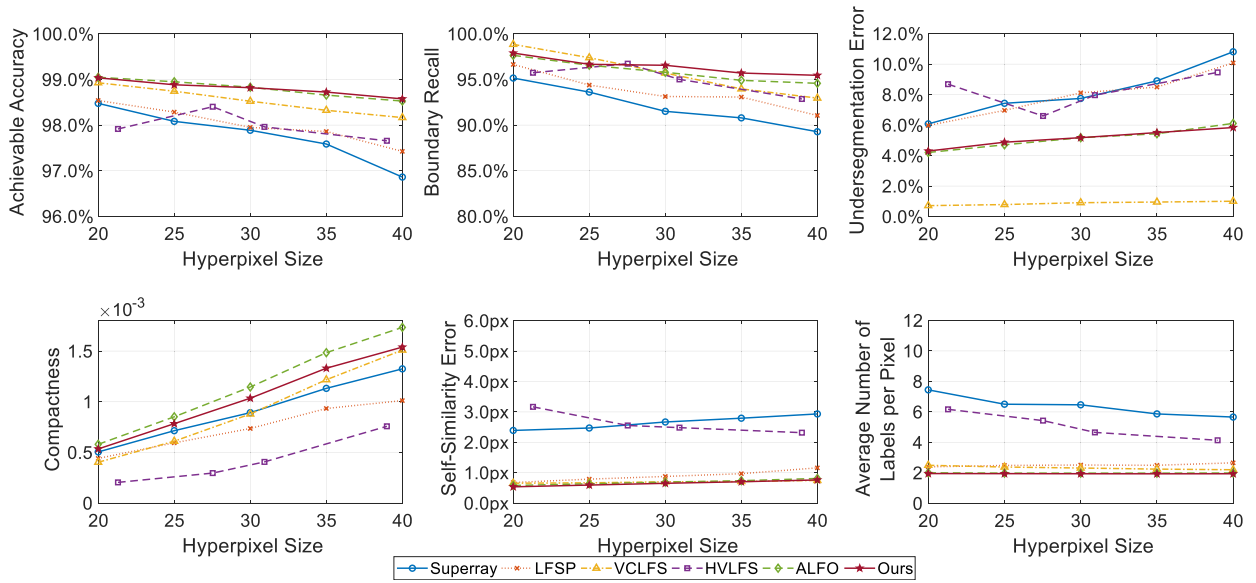 100.0%
99.0%
98.0%
97.0%
96.0%
Achievable Accuracy
20 25 30 35 40
Hyperpixel Size
100.0%
95.0%
90.0%
85.0%
80.0%
Boundary Recall
20 25 30 35 40
Hyperpixel Size
12.0%
10.0%
8.0%
6.0%
4.0%
2.0%
0.0%
Undersegmentation Error
20 25 30 35 40
Hyperpixel Size
×10-3
1.5
1
0.5
0
Compactness
20 25 30 35 40
Hyperpixel Size
6.0px
5.0px
4.0px
3.0px
2.0px
1.0px
0.0px
Self-Similarity Error
20 25 30 35 40
Hyperpixel Size
12
10
8
6
4
2
0
Average Number of
Labels per Pixel
20 25 30 35 40
Hyperpixel Size
Superray LFSP VCLFS HVLFS ALFO Ours